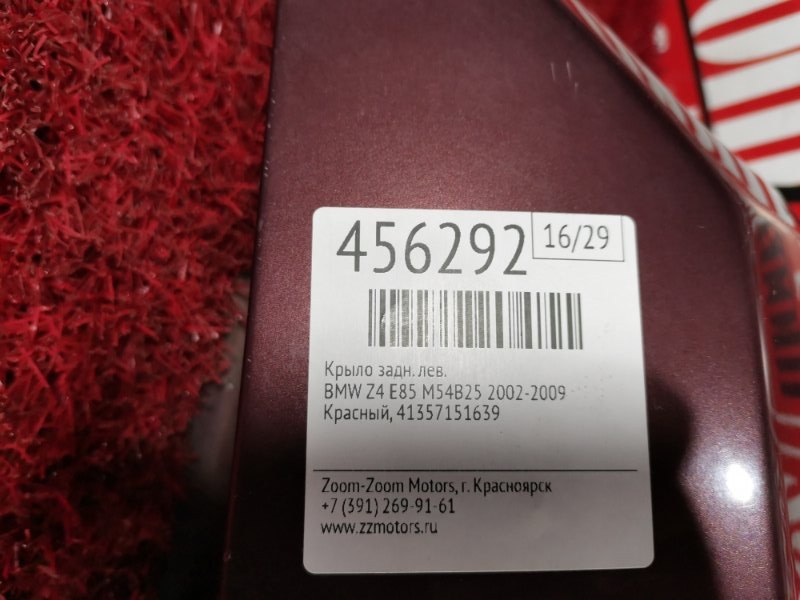 456292
16/29
Крыло задн. лев.
BMW Z4 E85 M54B25 2002-2009
Красный, 41357151639
Zoom-Zoom Motors, г. Красноярск
+7 (391) 269-91-61
www.zzmotors.ru